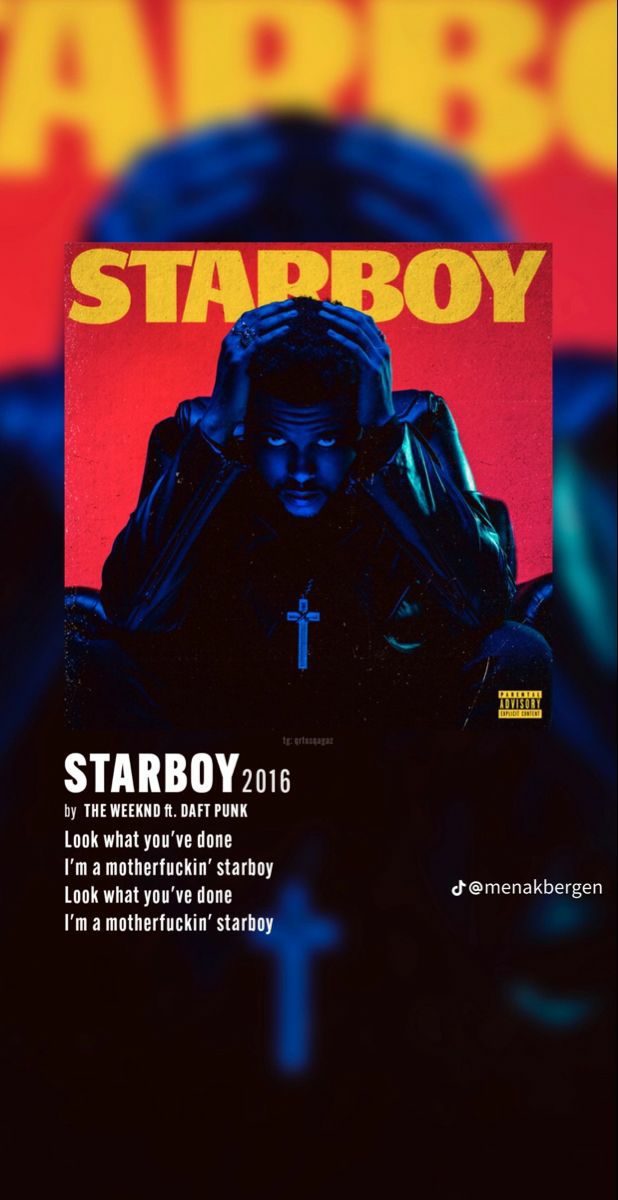 ARBO
STARBOY
PARENTAL
ADVISORY
EXPLICIT CONTENT
STARBOY 2016
by THE WEEKND ft. DAFT PUNK
Look what you've done
I'm a motherfuckin' starboy
Look what you've done
I'm a motherfuckin' starboy
@menakbergen